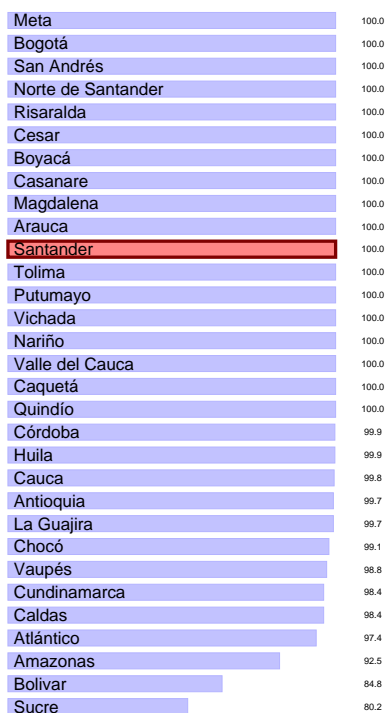 Meta 100.0
Bogotá 100.0
San Andrés 100.0
Norte de Santander 100.0
Risaralda 100.0
Cesar 100.0
Boyacá 100.0
Casanare 100.0
Magdalena 100.0
Arauca 100.0
Santander 100.0
Tolima 100.0
Putumayo 100.0
Vichada 100.0
Nariño 100.0
Valle del Cauca 100.0
Caquetá 100.0
Quindío 100.0
Córdoba 99.9
Huila 99.9
Cauca 99.8
Antioquia 99.7
La Guajira 99.7
Chocó 99.1
Vaupés 98.8
Cundinamarca 98.4
Caldas 98.4
Atlántico 97.4
Amazonas 92.5
Bolivar 84.8
Sucre 80.2